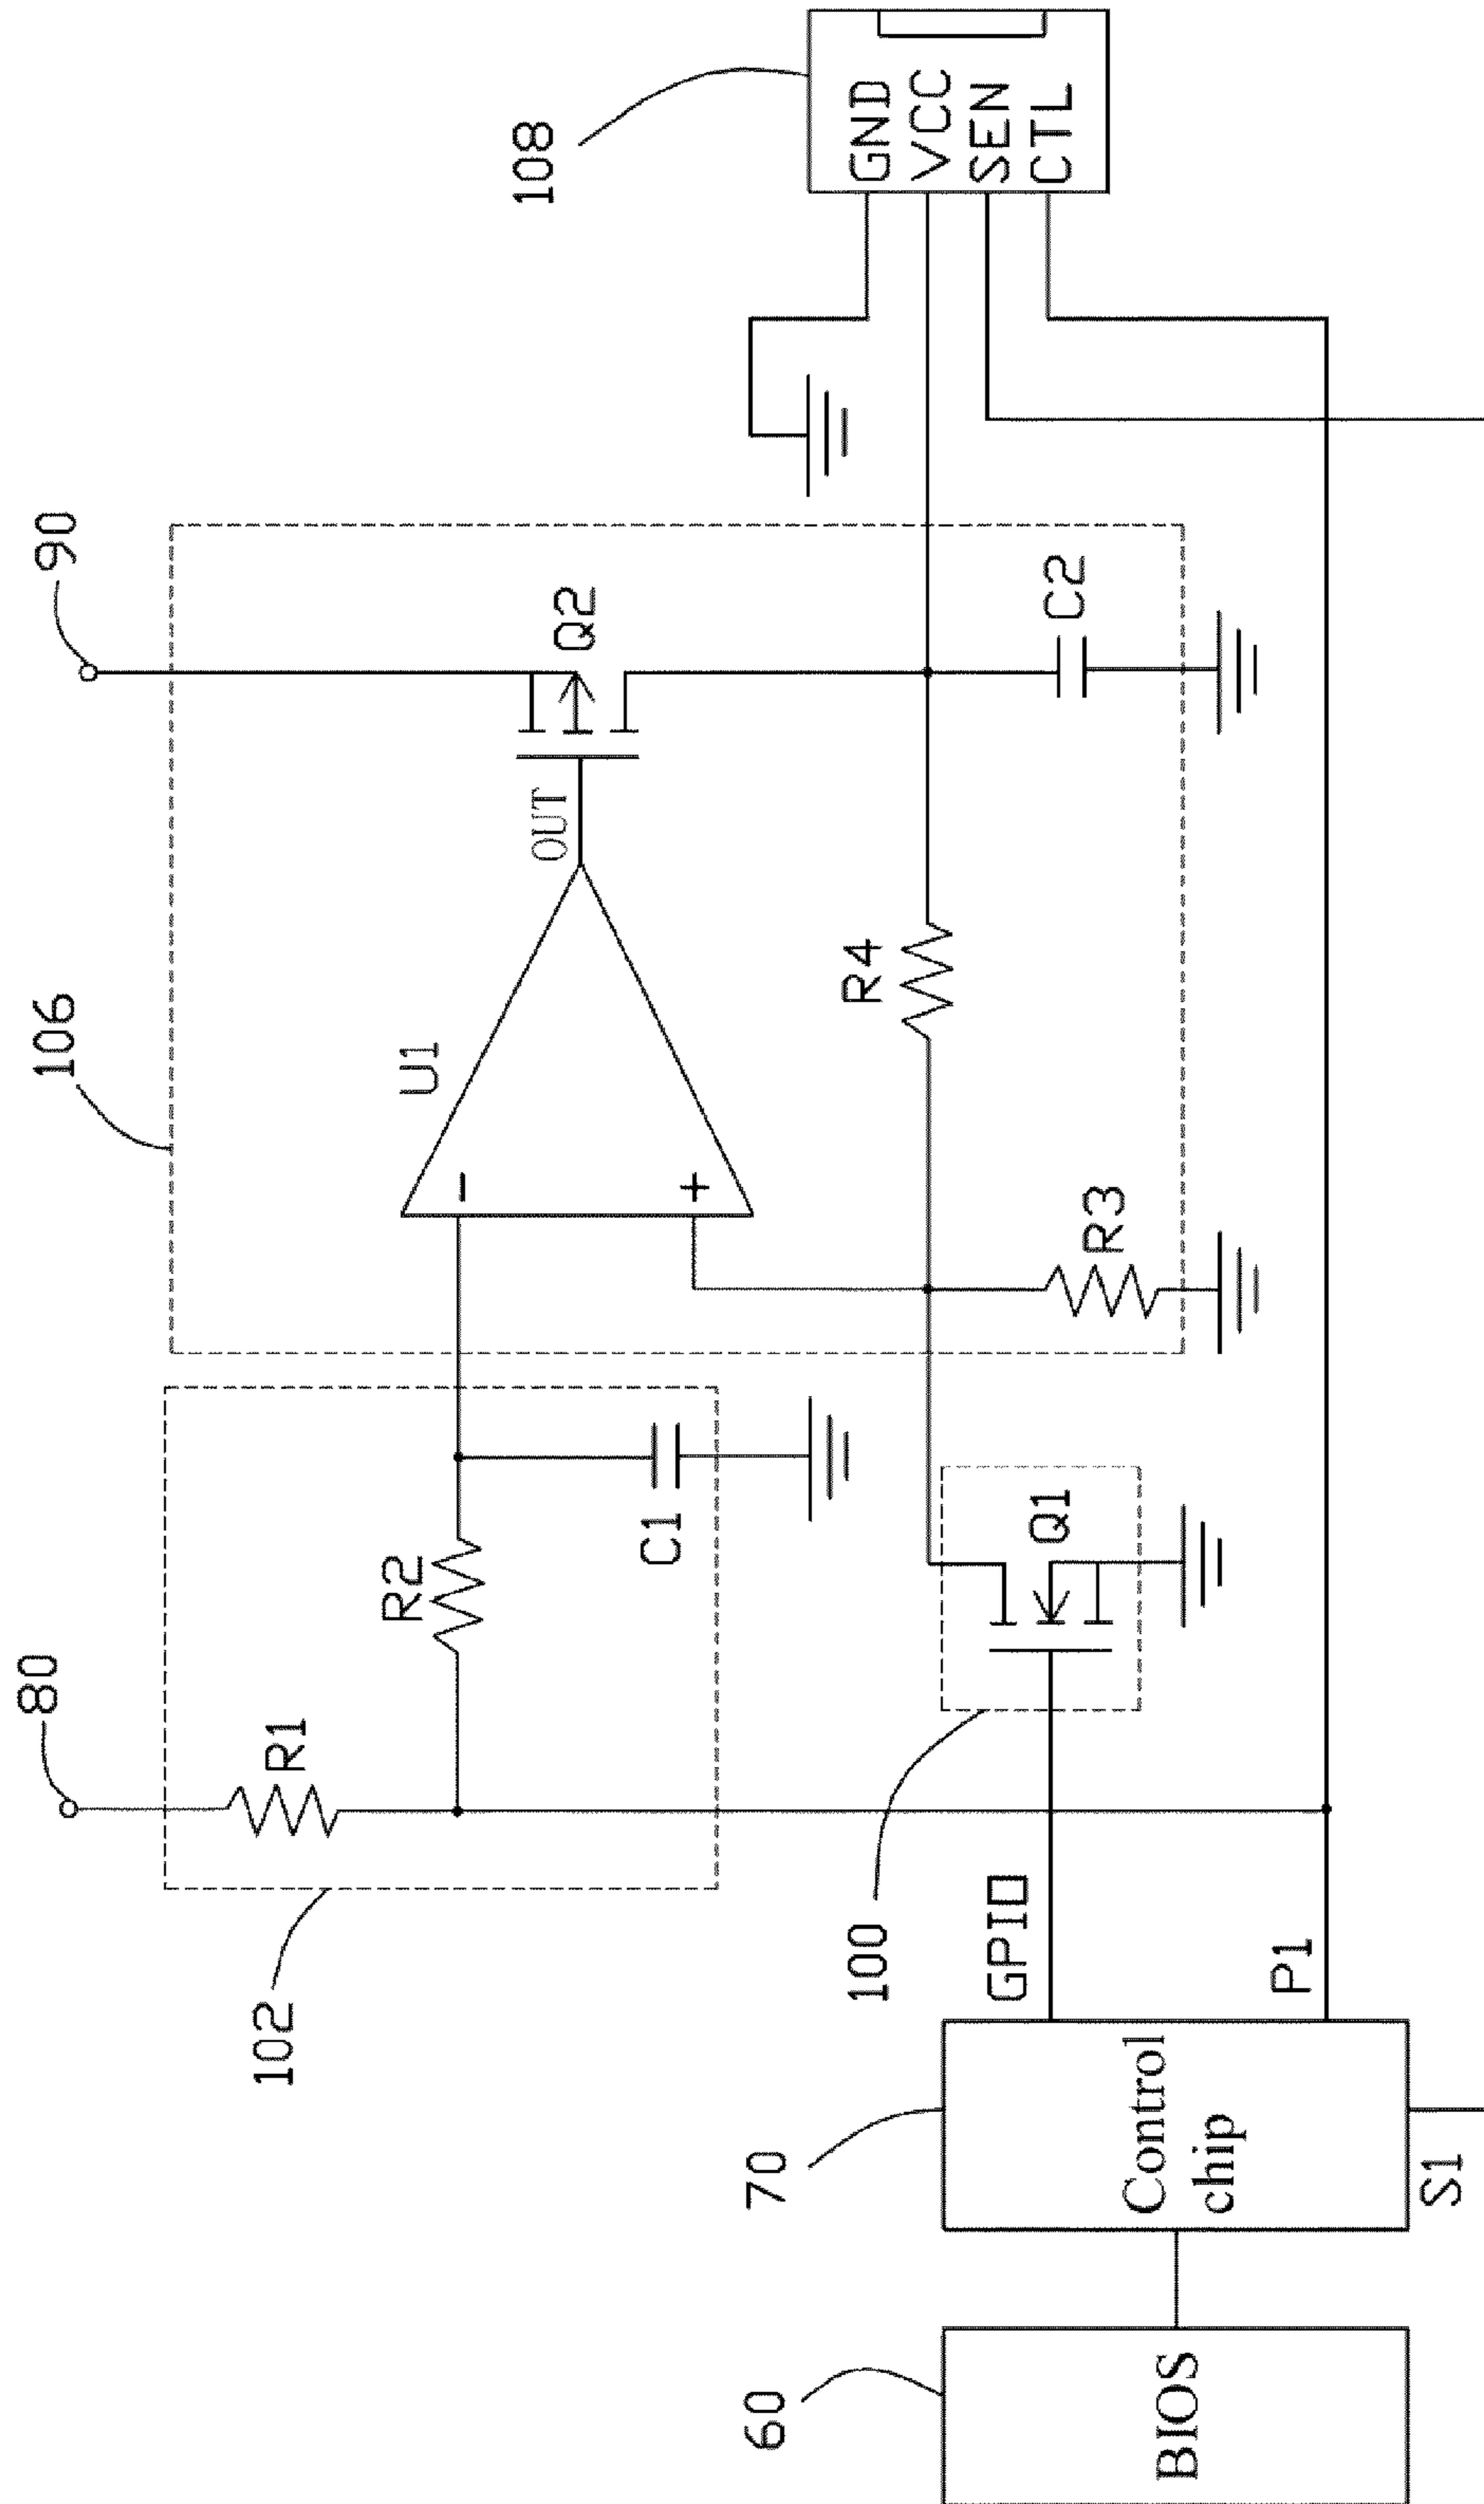 80
90
106
102
R1
R2
C1
U1
-
+
OUT
Q2
R4
R3
C2
108
GND
VCC
SEN
CTL
100
Q1
GPIO
P1
60
BIOS
70
Control
chip
S1